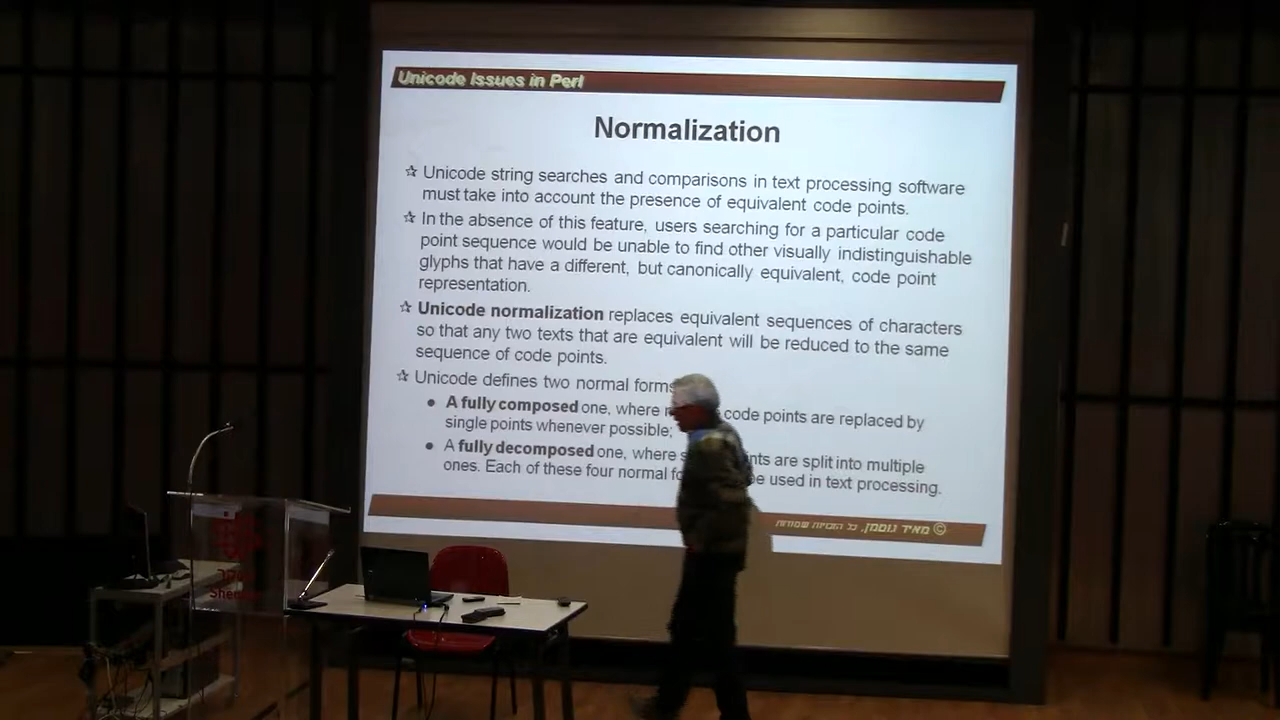 Unicode Issues in Perl
Normalization
Unicode string searches and comparisons in text processing software
must take into account the presence of equivalent code points.
In the absence of this feature, users searching for a particular code
point sequence would be unable to find other visually indistinguishable
glyphs that have a different, but canonically equivalent, code point
representation.
Unicode normalization replaces equivalent sequences of characters
so that any two texts that are equivalent will be reduced to the same
sequence of code points.
Unicode defines two normal forms
A fully composed one, where code points are replaced by
single points whenever possible;
A fully decomposed one, where are split into multiple
ones. Each of these four normal be used in text processing.
© מאיר גוטמן, כל הזכויות שמורות